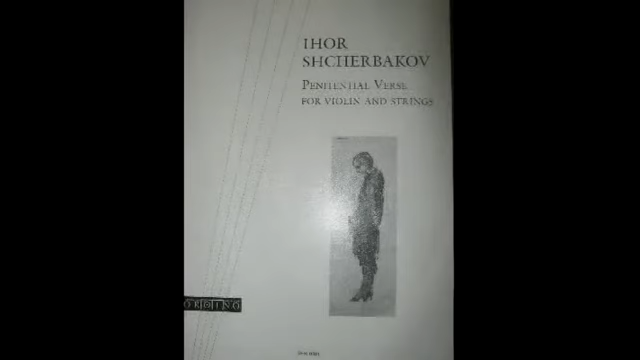 IHOR
SHCHERBAKOV
PENITENTIAL VERSE
FOR VIOLIN AND STRINGS